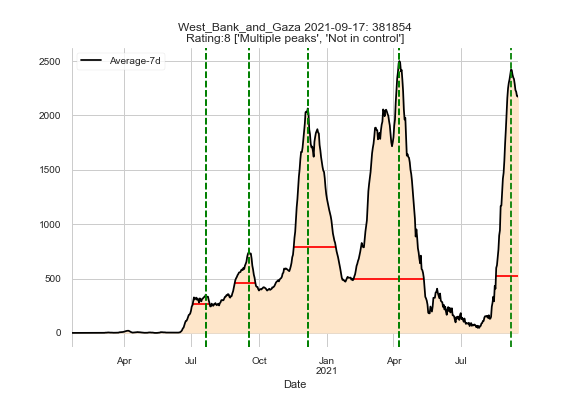 West_Bank_and_Gaza 2021-09-17: 381854
Rating:8 ['Multiple peaks', 'Not in control']
Average-7d
2500
2000
1500
1000
500
0
Apr
Jul
Oct
Jan
2021
Apr
Jul
Date